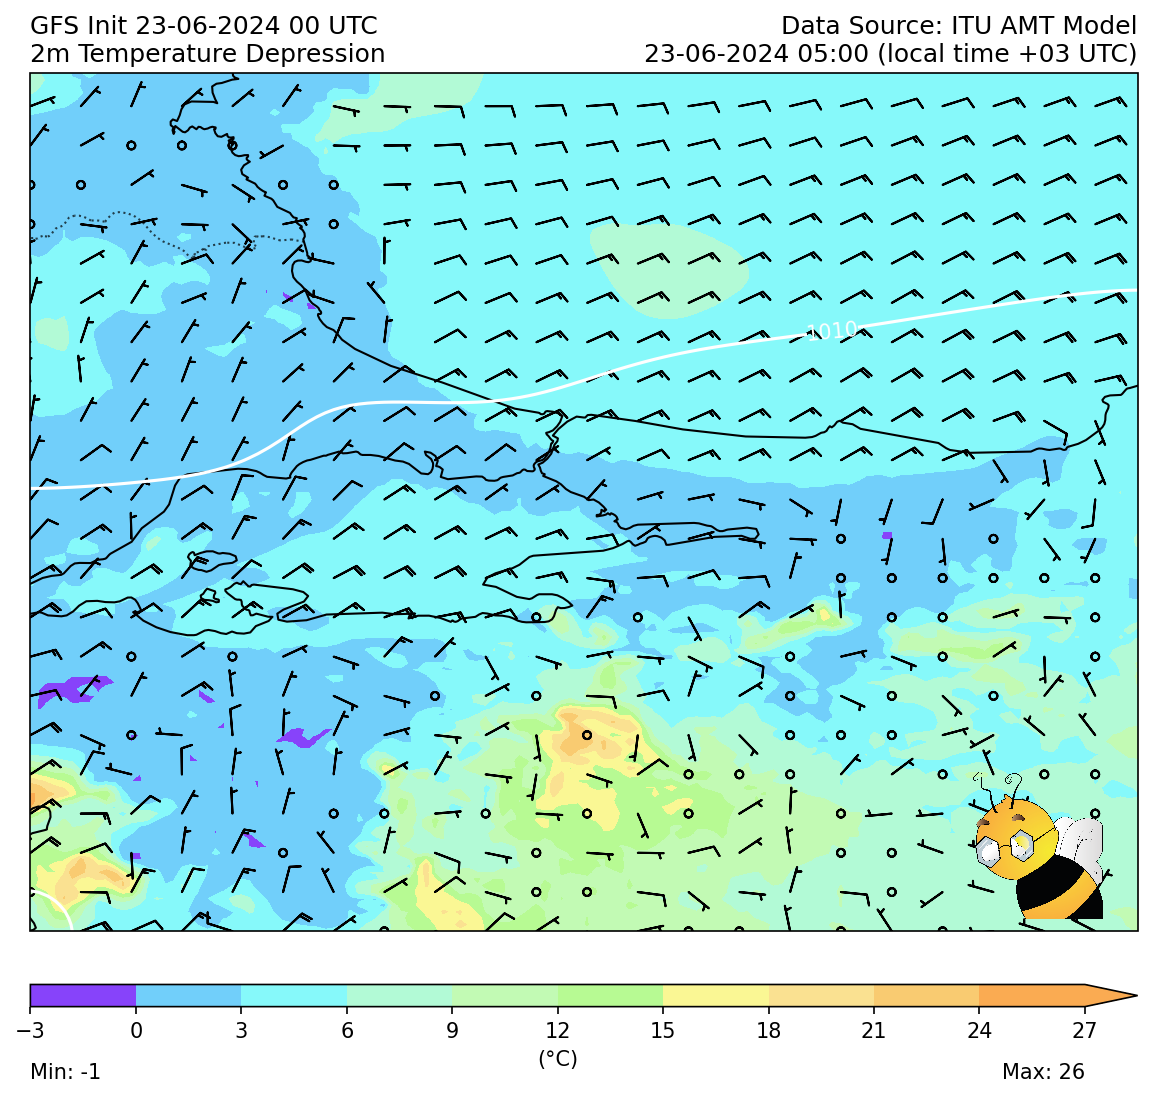 GFS Init 23-06-2024 00 UTC
Data Source: ITU AMT Model
2m Temperature Depression
23-06-2024 05:00 (local time +03 UTC)
1010
−3 0 3 6 9 12 15 18 21 24 27
(°C)
Min: -1
Max: 26